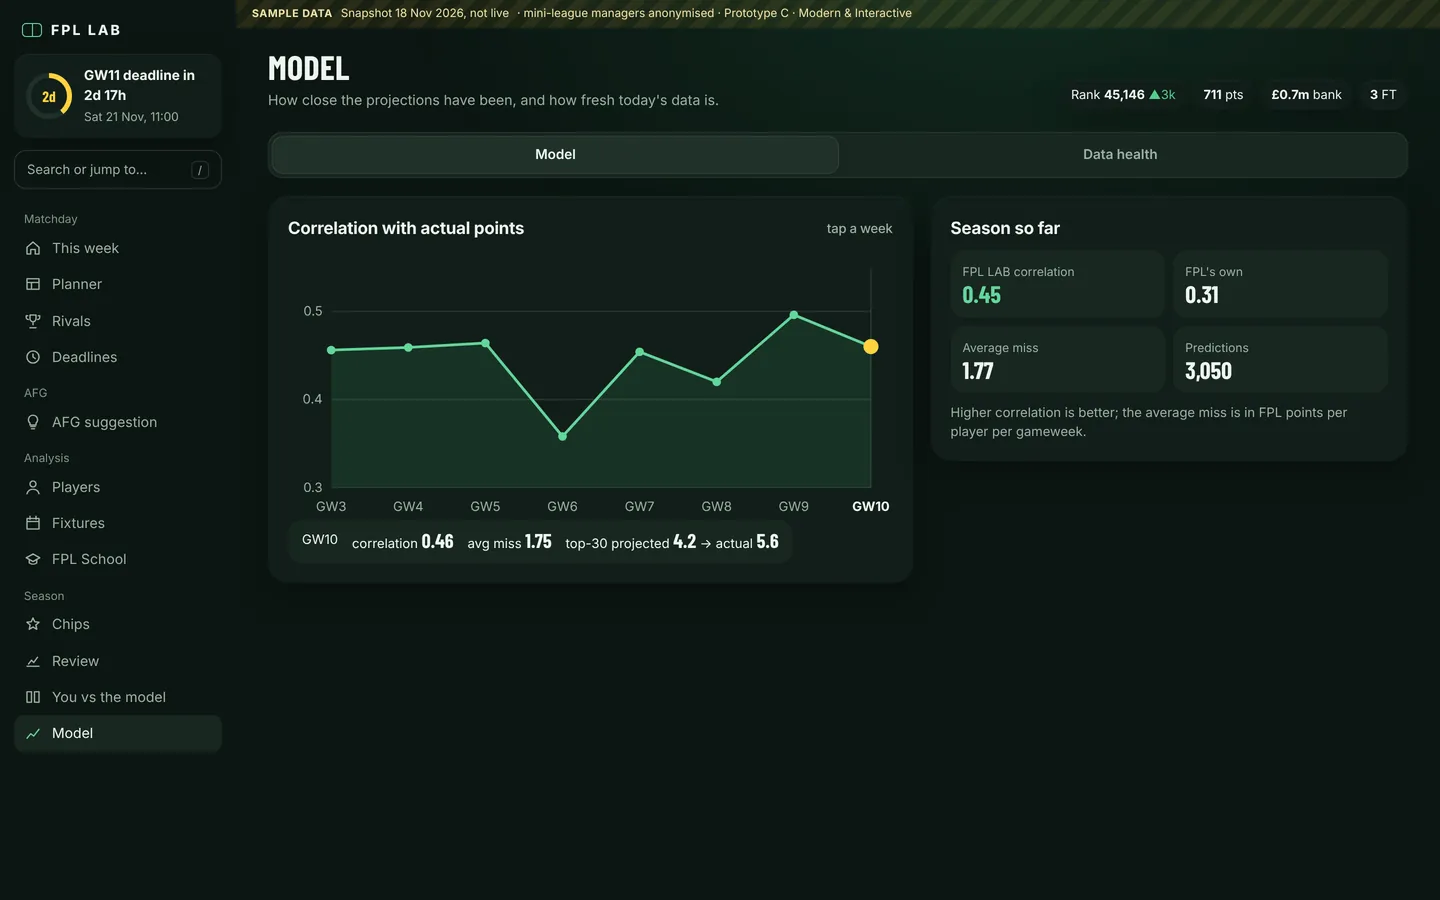 FPL LAB
GW11 deadline in
2d 17h
2d
Sat 21 Nov, 11:00
Search or jump to...
/
Matchday
This week
Planner
Rivals
Deadlines
AFG
AFG suggestion
Analysis
Players
Fixtures
FPL School
Season
Chips
Review
You vs the model
Model
SAMPLE DATA Snapshot 18 Nov 2026, not live · mini-league managers anonymised · Prototype C · Modern & Interactive
MODEL
How close the projections have been, and how fresh today's data is.
Rank 45,146 ▲3k 711 pts £0.7m bank 3 FT
Model Data health
Correlation with actual points tap a week
0.5
0.4
0.3
GW3 GW4 GW5 GW6 GW7 GW8 GW9 GW10
GW10 correlation 0.46 avg miss 1.75 top-30 projected 4.2 → actual 5.6
Season so far
FPL LAB correlation
0.45
FPL's own
0.31
Average miss
1.77
Predictions
3,050
Higher correlation is better; the average miss is in FPL points per
player per gameweek.